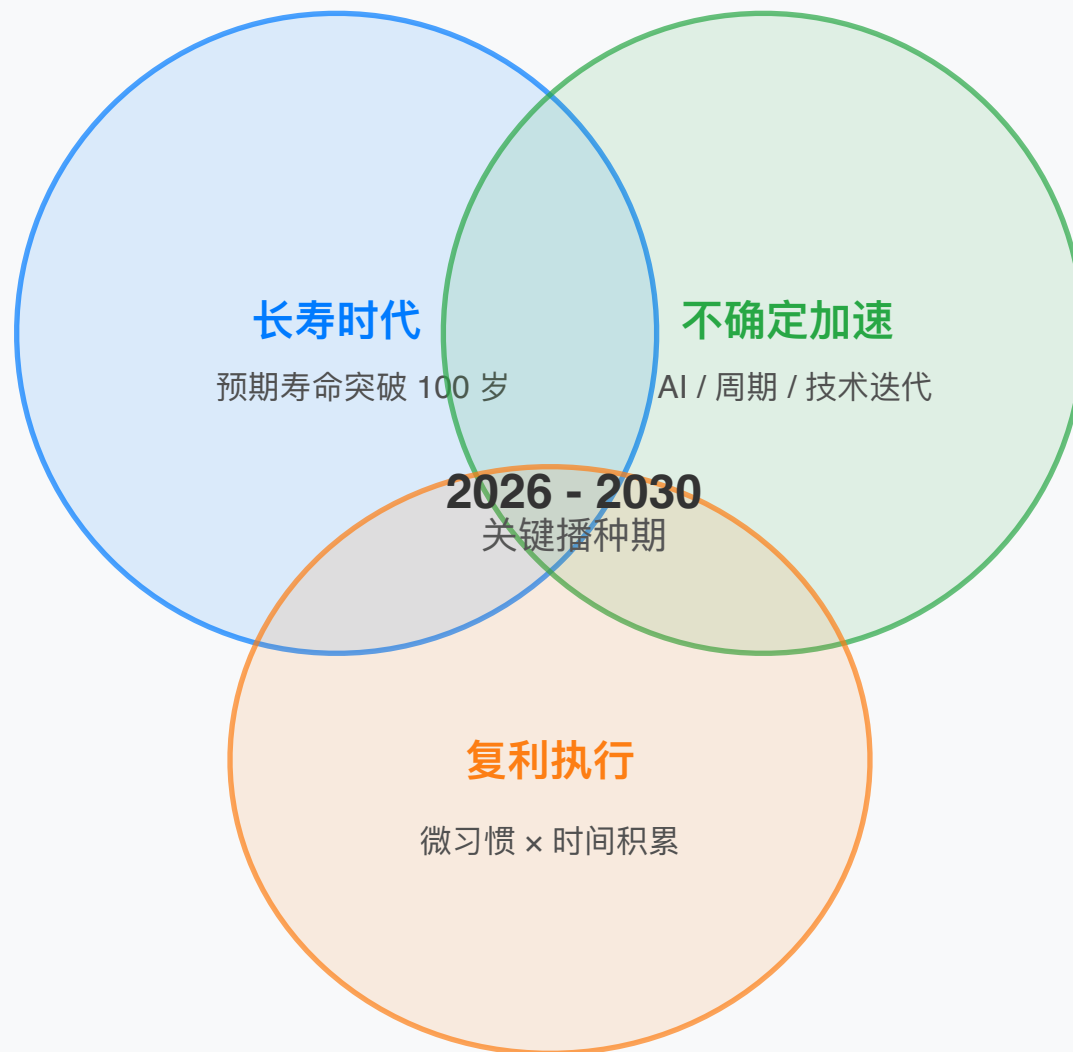 长寿时代
预期寿命突破 100 岁
不确定加速
AI / 周期 / 技术迭代
2026 - 2030
关键播种期
复利执行
微习惯 × 时间积累